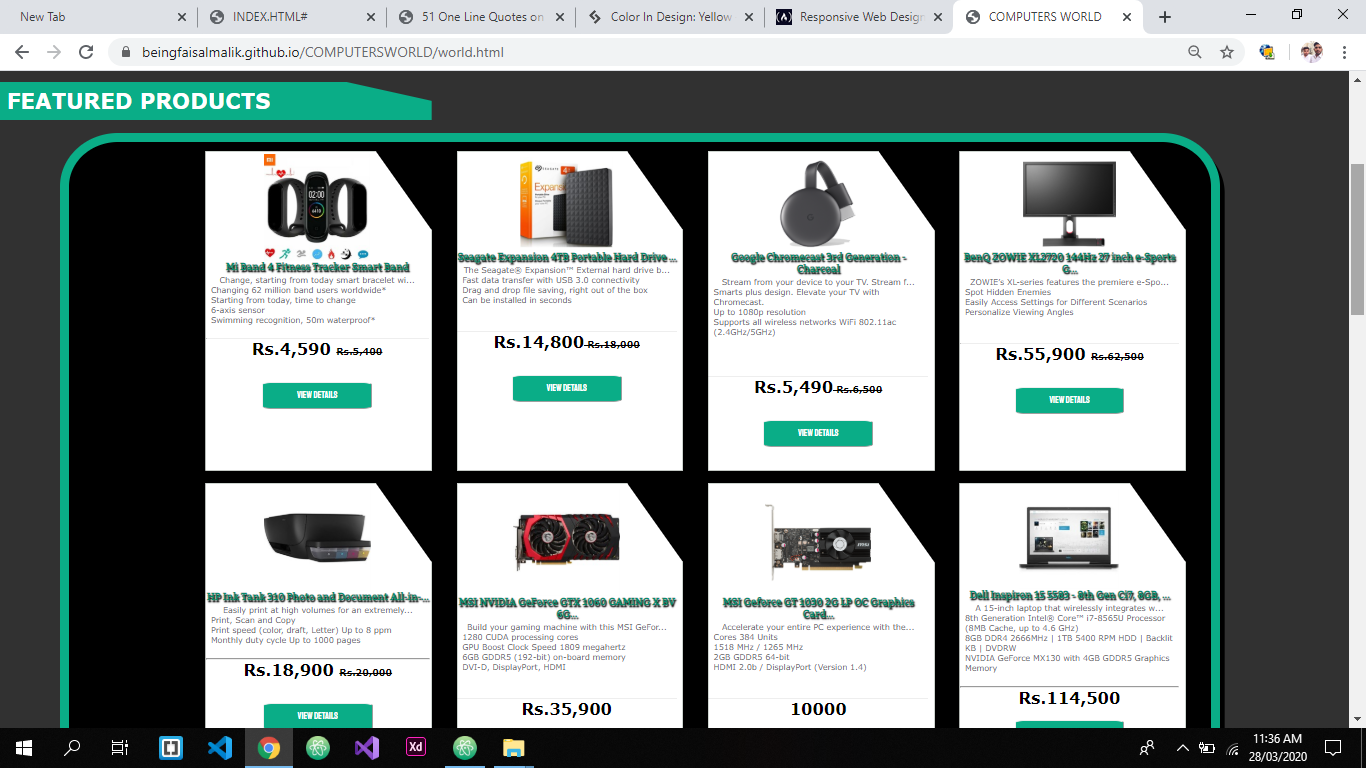 New Tab
INDEX.HTML#
51 One Line Quotes on
Color In Design: Yellow
Responsive Web Design
COMPUTERS WORLD
beingfaisalmalik.github.io/COMPUTERSWORLD/world.html
FEATURED PRODUCTS
Mi Band 4 Fitness Tracker Smart Band
Change, starting from today smart bracelet wi...
Changing 62 million band users worldwide*
Starting from today, time to change
6-axis sensor
Swimming recognition, 50m waterproof*
Rs.4,590 Rs.5,400
VIEW DETAILS
Seagate Expansion 4TB Portable Hard Drive ...
The Seagate® Expansion™ External hard drive b...
Fast data transfer with USB 3.0 connectivity
Drag and drop file saving, right out of the box
Can be installed in seconds
Rs.14,800 Rs.18,000
VIEW DETAILS
Google Chromecast 3rd Generation -
Charcoal
Stream from your device to your TV. Stream f...
Smarts plus design. Elevate your TV with
Chromecast.
Up to 1080p resolution
Supports all wireless networks WiFi 802.11ac
(2.4GHz/5GHz)
Rs.5,490 Rs.6,500
VIEW DETAILS
BenQ ZOWIE XL2720 144Hz 27 inch e-Sports
G...
ZOWIE's XL-series features the premiere e-Spo...
Spot Hidden Enemies
Easily Access Settings for Different Scenarios
Personalize Viewing Angles
Rs.55,900 Rs.62,500
VIEW DETAILS
HP Ink Tank 310 Photo and Document All-in-...
Easily print at high volumes for an extremely...
Print, Scan and Copy
Print speed (color, draft, Letter) Up to 8 ppm
Monthly duty cycle Up to 1000 pages
Rs.18,900 Rs.20,000
VIEW DETAILS
MSI NVIDIA GeForce GTX 1060 GAMING X BV
6G...
Build your gaming machine with this MSI GeFor...
1280 CUDA processing cores
GPU Boost Clock Speed 1809 megahertz
6GB GDDR5 (192-bit) on-board memory
DVI-D, DisplayPort, HDMI
Rs.35,900
MSI Geforce GT 1030 2G LP OC Graphics
Card...
Accelerate your entire PC experience with the...
Cores 384 Units
1518 MHz / 1265 MHz
2GB GDDR5 64-bit
HDMI 2.0b / DisplayPort (Version 1.4)
10000
Dell Inspiron 15 5583 - 8th Gen Ci7, 8GB, ...
A 15-inch laptop that wirelessly integrates w...
8th Generation Intel® Core™ i7-8565U Processor
(8MB Cache, up to 4.6 GHz)
8GB DDR4 2666MHz | 1TB 5400 RPM HDD | Backlit
KB | DVDRW
NVIDIA GeForce MX130 with 4GB GDDR5 Graphics
Memory
Rs.114,500
Xd
11:36 AM
28/03/2020